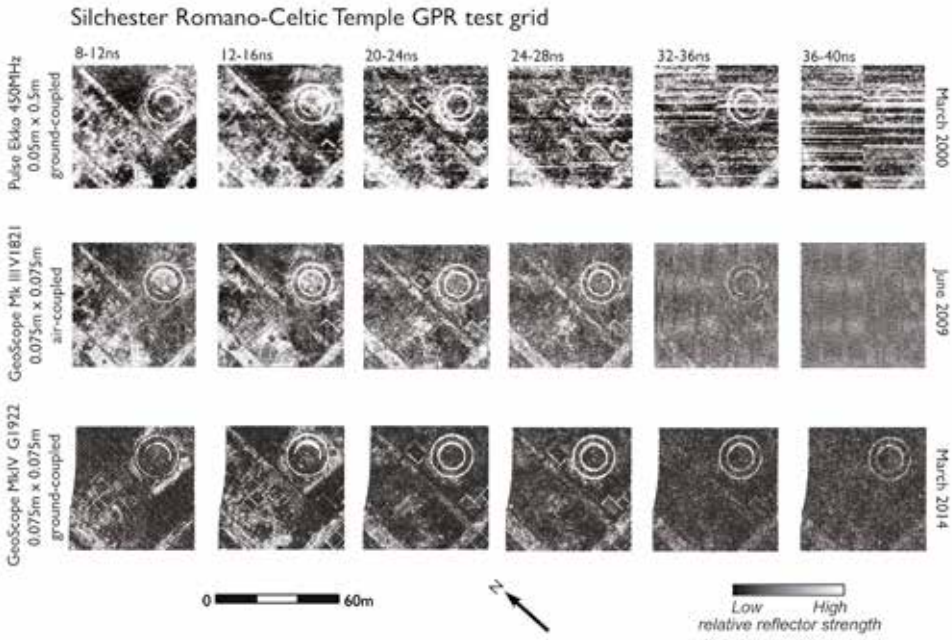 Silchester Romano-Celtic Temple GPR test grid
8-12ns
12-16ns
20-24ns
24-28ns
32-36ns
36-40ns
Pulse Ekko 450MHz
0.05m x 0.5m
ground-coupled
March 2000
GeoScope Mk III V1821
0.075m x 0.075m
air-coupled
June 2009
GeoScope MkIV G1922
0.075m x 0.075m
ground-coupled
March 2014
0
60m
N
Low
High
relative reflector strength